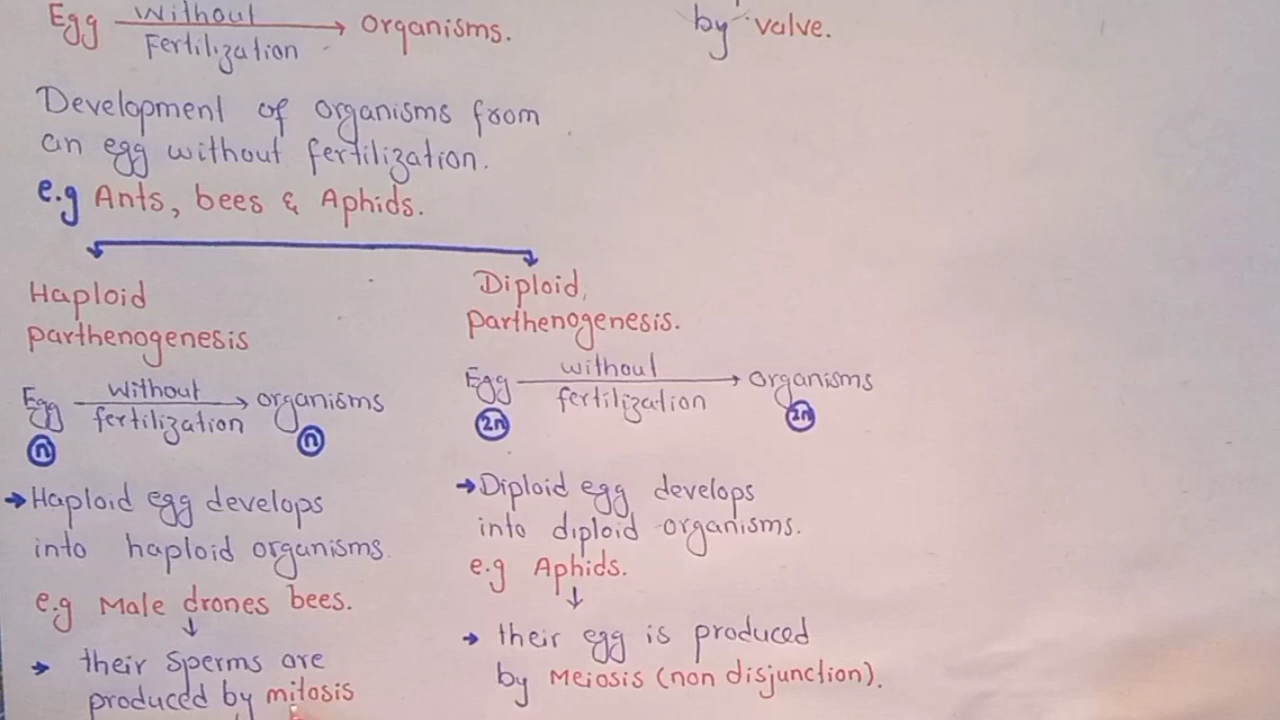 Egg without Fertilization → organisms.
by valve.
Development of organisms from
an egg without fertilization.
e.g Ants, bees & Aphids.
Haploid
parthenogenesis
Egg without fertilization → organisms
n n
→ Haploid egg develops
into haploid organisms.
e.g Male drones bees.
↓
→ their sperms are
produced by mitosis
Diploid,
parthenogenesis.
Egg without fertilization → organisms
2n 2n
→ Diploid egg develops
into diploid organisms.
e.g Aphids.
↓
→ their egg is produced
by Meiosis (non disjunction).